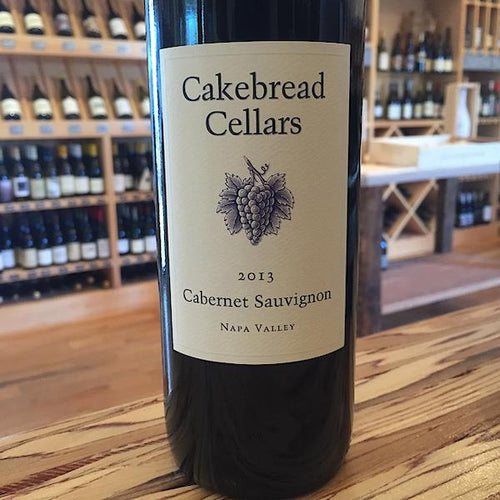 Cakebread
Cellars
2013
Cabernet Sauvignon
Napa Valley